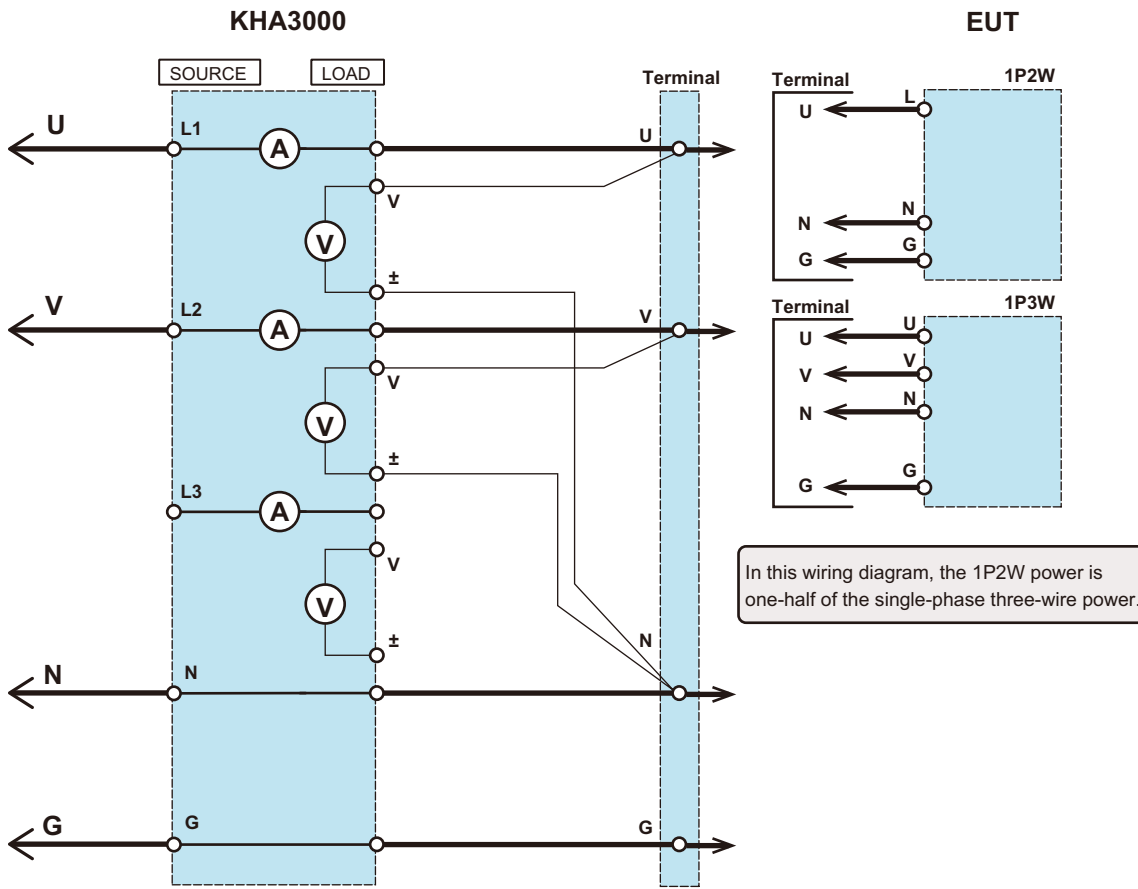 KHA3000
EUT
SOURCE LOAD
Terminal
Terminal
1P2W
U
L1
A
U
U
L
V
V
N
N
G
G
±
Terminal
1P3W
V
L2
A
V
U
U
V
V
V
N
N
V
±
G
G
L3
A
In this wiring diagram, the 1P2W power is
one-half of the single-phase three-wire power.
V
V
±
N
N
N
G
G
G